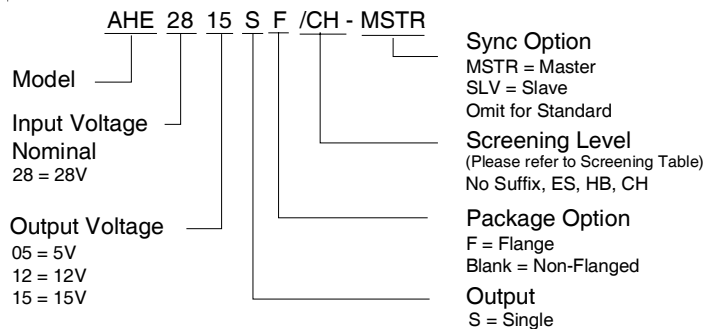 AHE 28 15 S F /CH - MSTR
Model
Input Voltage
Nominal
28 = 28V
Output Voltage
05 = 5V
12 = 12V
15 = 15V
Sync Option
MSTR = Master
SLV = Slave
Omit for Standard
Screening Level
(Please refer to Screening Table)
No Suffix, ES, HB, CH
Package Option
F = Flange
Blank = Non-Flanged
Output
S = Single